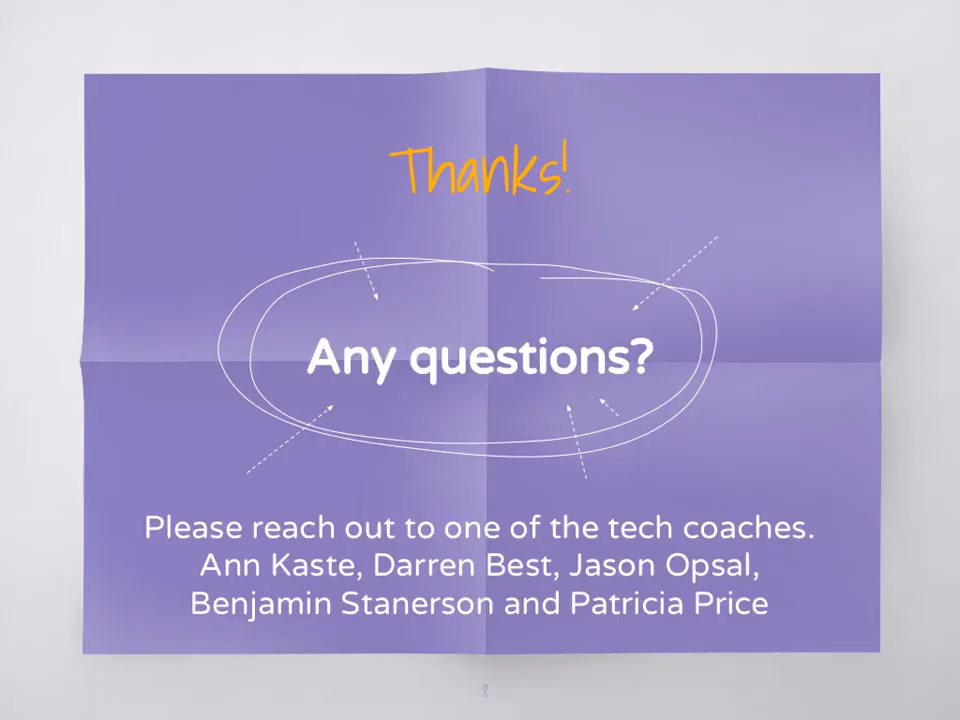 Thanks!
Any questions?
Please reach out to one of the tech coaches.
Ann Kaste, Darren Best, Jason Opsal,
Benjamin Stanerson and Patricia Price
8